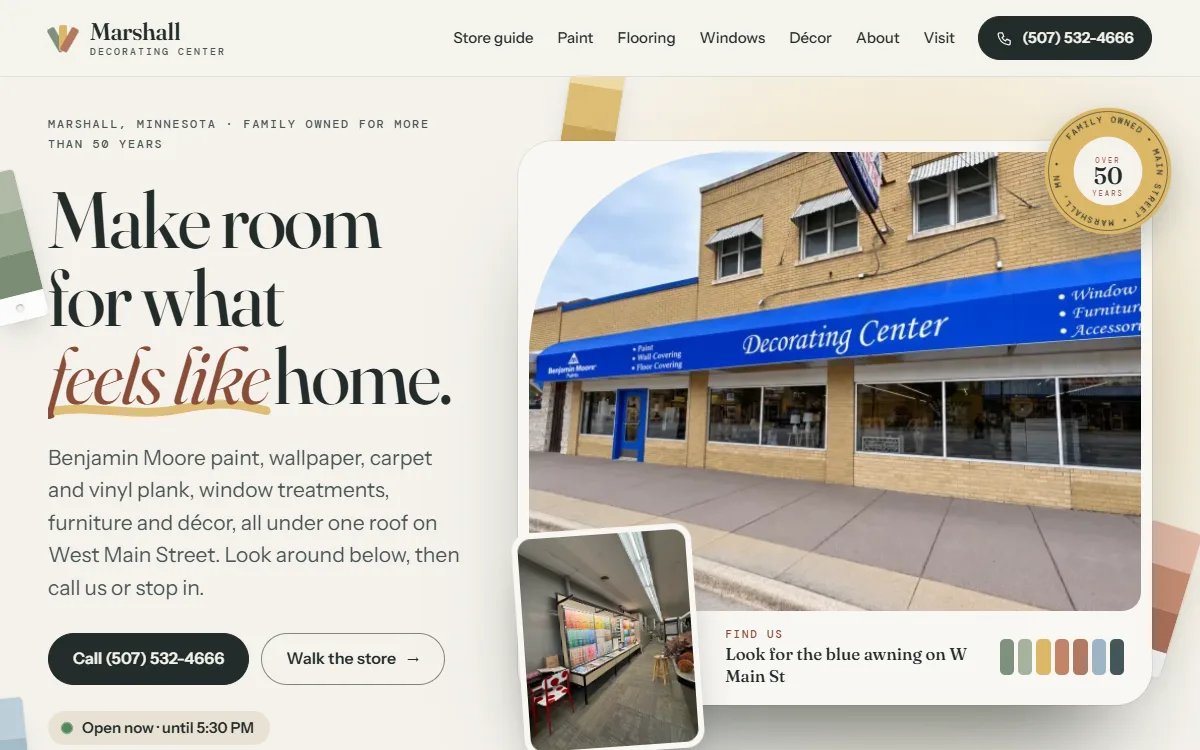 Marshall
DECORATING CENTER
Store guide
Paint
Flooring
Windows
Décor
About
Visit
(507) 532-4666
MARSHALL, MINNESOTA · FAMILY OWNED FOR MORE
THAN 50 YEARS
Make room
for what
feels like home.
Benjamin Moore paint, wallpaper, carpet
and vinyl plank, window treatments,
furniture and décor, all under one roof on
West Main Street. Look around below, then
call us or stop in.
Call (507) 532-4666
Walk the store →
Open now · until 5:30 PM
FAMILY OWNED • MAIN STREET • MARSHALL, MN •
OVER
50
YEARS
Benjamin Moore
Paints
• Paint
• Wall Covering
• Floor Covering
Decorating Center
• Window
• Furniture
• Accessori
FIND US
Look for the blue awning on W
Main St